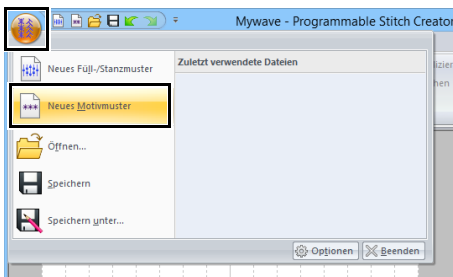 Mywave - Programmable Stitch Creator
Neues Füll-/Stanzmuster
Zuletzt verwendete Dateien
Neues Motivmuster
Öffnen...
Speichern
Speichern unter...
Optionen
Beenden